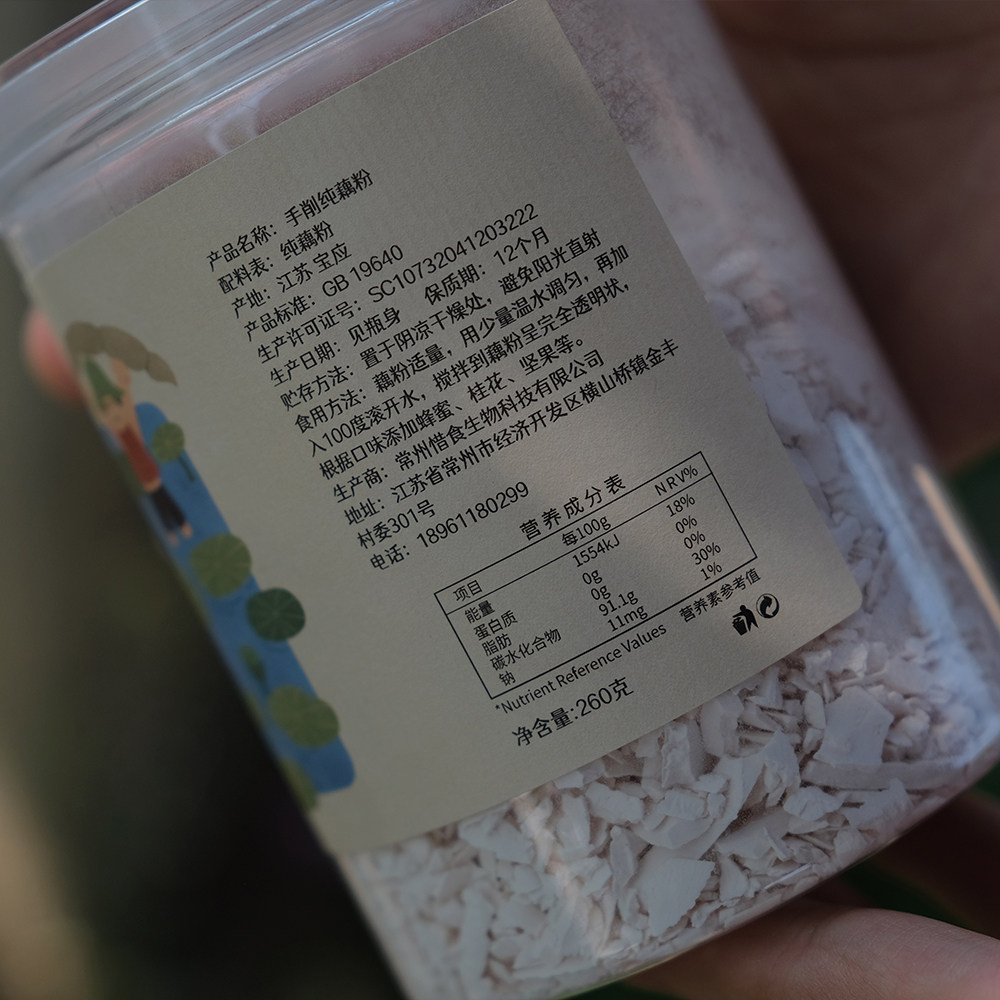 产品名称：手削纯藕粉
配料表：纯藕粉
产地：江苏 宝应
产品标准：GB 19640
生产许可证号：SC10732041203222
生产日期：见瓶身 保质期：12个月
贮存方法：置于阴凉干燥处，避免阳光直射
食用方法：藕粉适量，用少量温水调匀，再加
入100度滚开水，搅拌到藕粉呈完全透明状，
根据口味添加蜂蜜、桂花、坚果等。
生产商：常州惜食生物科技有限公司
地址：江苏省常州市经济开发区横山桥镇金丰
村委301号
电话：18961180299
营养成分表
项目 每100g NRV%
能量 1554kJ 18%
蛋白质 0g 0%
脂肪 0g 0%
碳水化合物 91.1g 30%
钠 11mg 1%
*Nutrient Reference Values 营养素参考值
净含量:260克